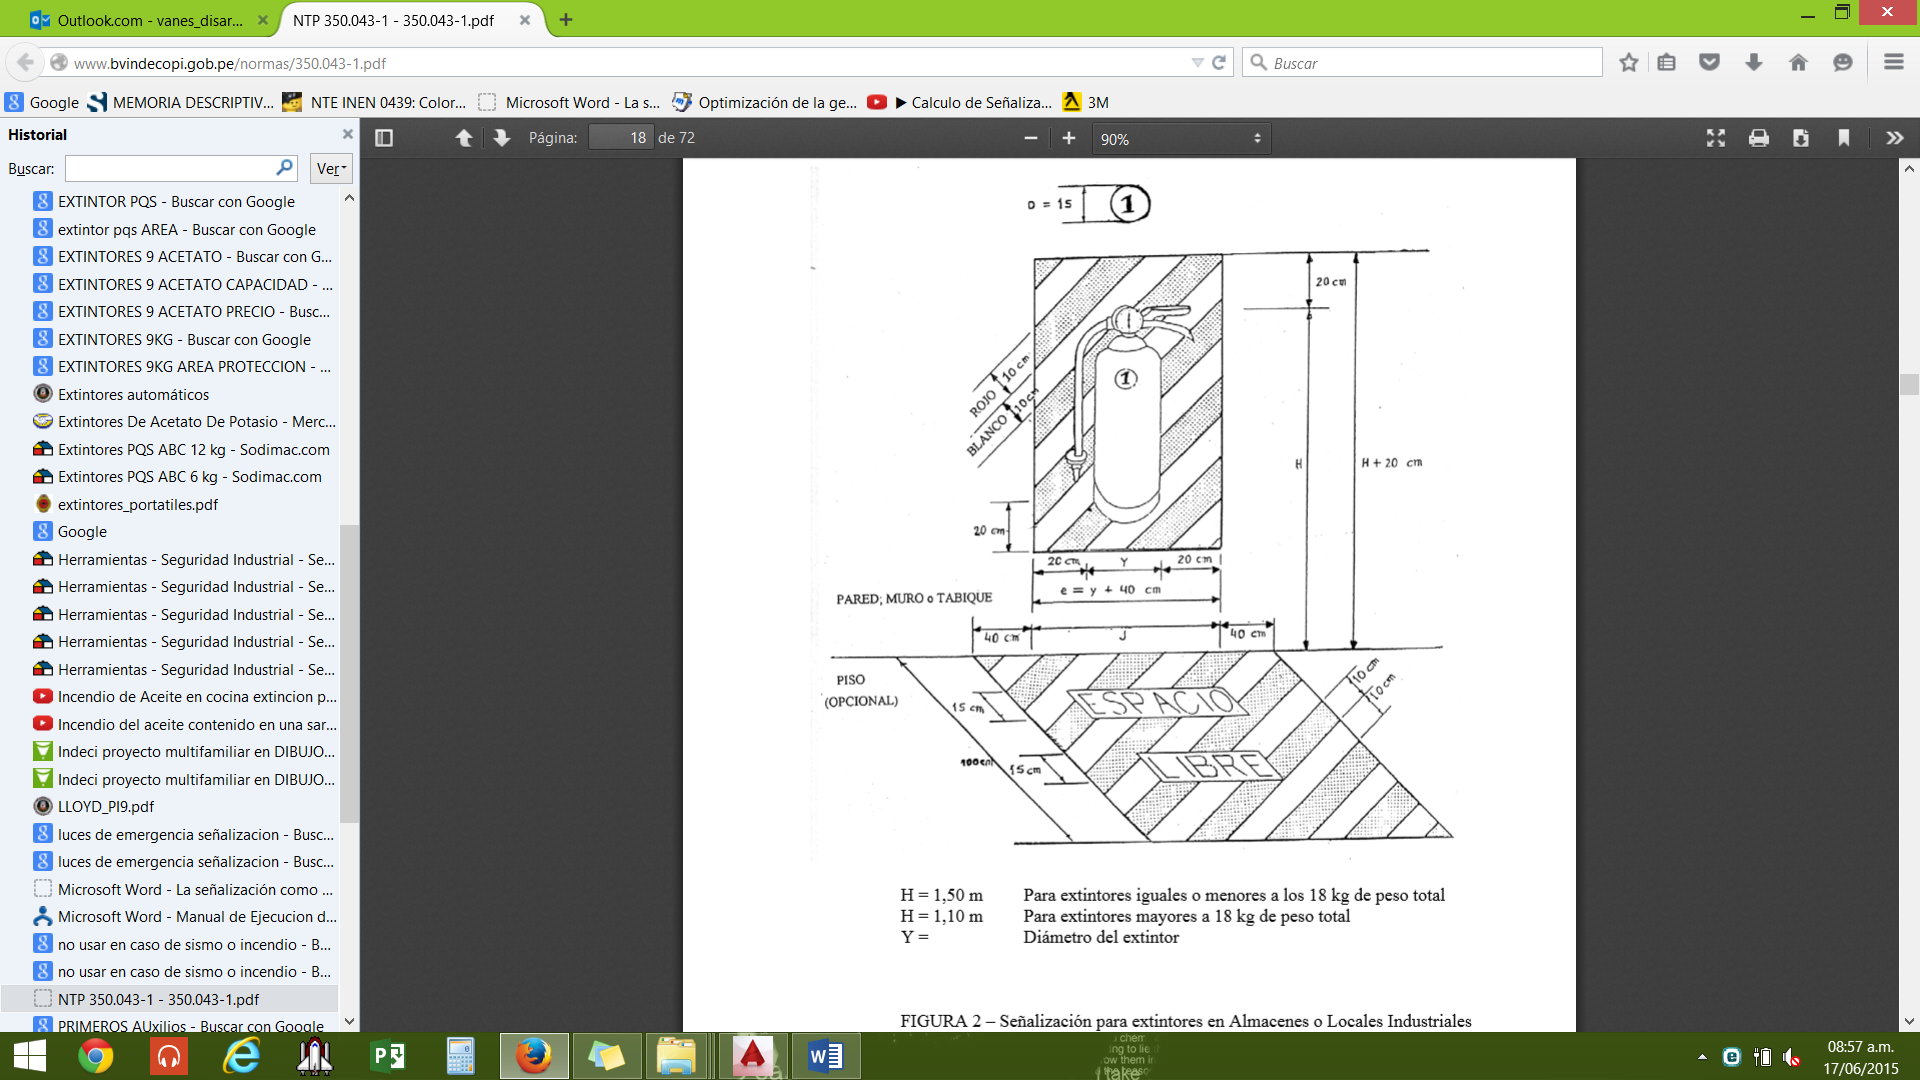 Outlook.com - vanes_disar...
NTP 350.043-1 - 350.043-1.pdf
www.bvindecopi.gob.pe/normas/350.043-1.pdf
Buscar
Google
MEMORIA DESCRIPTIV...
NTE INEN 0439: Color...
Microsoft Word - La s...
Optimización de la ge...
▶ Calculo de Señaliza...
3M
Historial
Página: 18 de 72
90%
Buscar:
Ver
EXTINTOR PQS - Buscar con Google
extintor pqs AREA - Buscar con Google
EXTINTORES 9 ACETATO - Buscar con G...
EXTINTORES 9 ACETATO CAPACIDAD - ...
EXTINTORES 9 ACETATO PRECIO - Busc...
EXTINTORES 9KG - Buscar con Google
EXTINTORES 9KG AREA PROTECCION - ...
Extintores automáticos
Extintores De Acetato De Potasio - Merc...
Extintores PQS ABC 12 kg - Sodimac.com
Extintores PQS ABC 6 kg - Sodimac.com
extintores_portatiles.pdf
Google
Herramientas - Seguridad Industrial - Se...
Herramientas - Seguridad Industrial - Se...
Herramientas - Seguridad Industrial - Se...
Herramientas - Seguridad Industrial - Se...
Herramientas - Seguridad Industrial - Se...
Incendio de Aceite en cocina extincion p...
Incendio del aceite contenido en una sar...
Indeci proyecto multifamiliar en DIBUJO...
Indeci proyecto multifamiliar en DIBUJO...
LLOYD_PI9.pdf
luces de emergencia señalizacion - Busc...
luces de emergencia señalizacion - Busc...
Microsoft Word - La señalización como ...
Microsoft Word - Manual de Ejecucion d...
no usar en caso de sismo o incendio - B...
no usar en caso de sismo o incendio - B...
NTP 350.043-1 - 350.043-1.pdf
PRIMEROS AUxilios - Buscar con Google
D = 15
1
20 cm
1
10 cm
ROJO
10 cm
BLANCO
H
H + 20 cm
20 cm
20 cm
Y
20 cm
e = y + 40 cm
PARED; MURO o TABIQUE
40 cm
J
40 cm
PISO
(OPCIONAL)
10 cm
10 cm
15 cm
ESPACIO
100cm
15 cm
LIBRE
H = 1,50 m Para extintores iguales o menores a los 18 kg de peso total
H = 1,10 m Para extintores mayores a 18 kg de peso total
Y = Diámetro del extintor
FIGURA 2 – Señalización para extintores en Almacenes o Locales Industriales
08:57 a.m.
17/06/2015